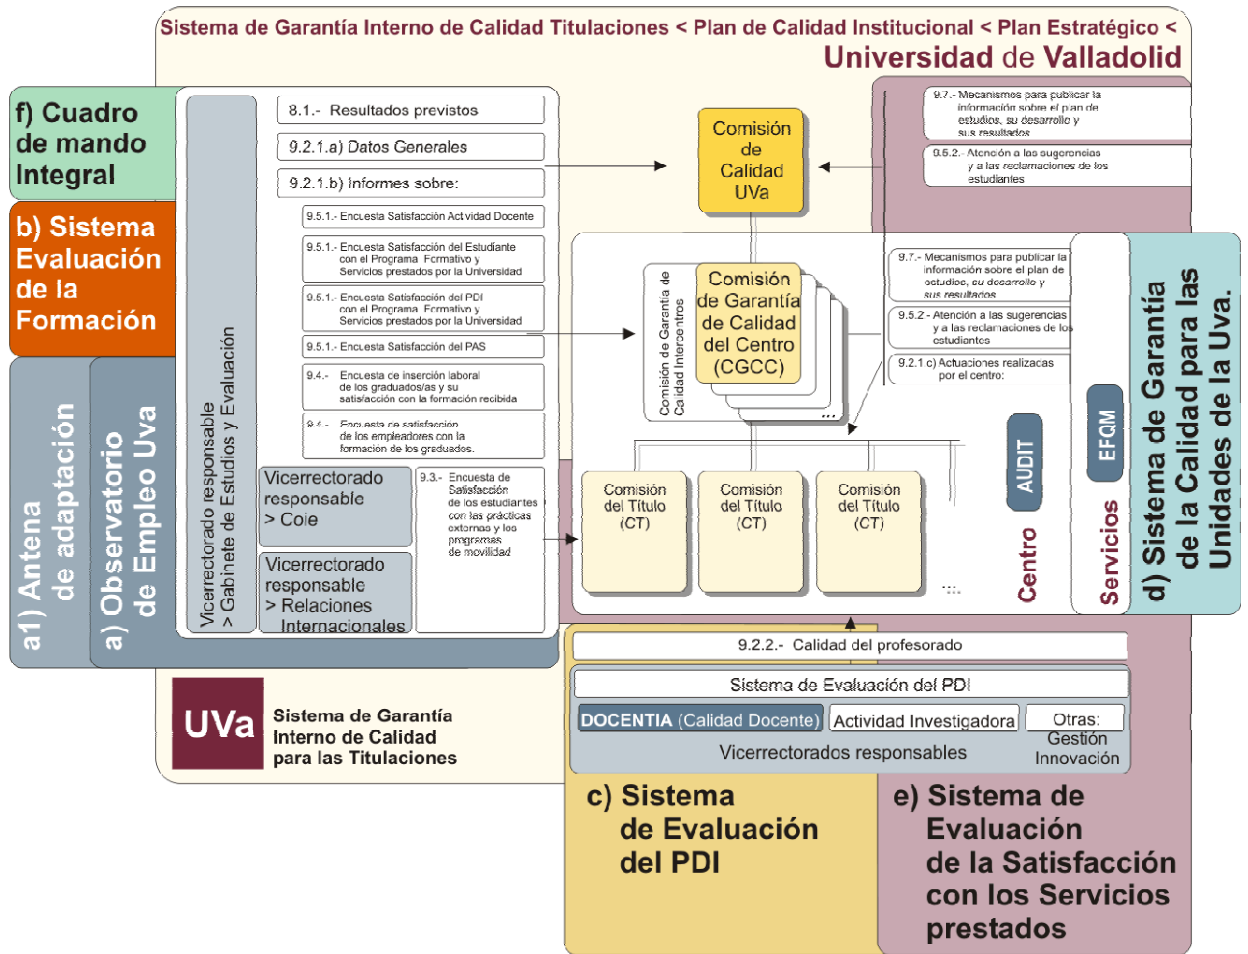 Sistema de Garantía Interno de Calidad Titulaciones < Plan de Calidad Institucional < Plan Estratégico <
Universidad de Valladolid
f) Cuadro
de mando
Integral
b) Sistema
Evaluación
de la
Formación
a1) Antena
de adaptación
a) Observatorio
de Empleo Uva
Vicerrectorado responsable
> Gabinete de Estudios y Evaluación
8.1.- Resultados previstos
9.2.1.a) Datos Generales
9.2.1.b) Informes sobre:
9.5.1.- Encuesta Satisfacción Actividad Docente
9.5.1.- Encuesta Satisfacción del Estudiante
con el Programa Formativo y
Servicios prestados por la Universidad
9.5.1.- Encuesta Satisfacción del PDI
con el Programa Formativo y
Servicios prestados por la Universidad
9.5.1.- Encuesta Satisfacción del PAS
9.4.- Encuesta de inserción laboral
de los graduados/as y su
satisfacción con la formación recibida
9.4.- Encuesta de satisfacción
de los empleadores con la
formación de los graduados.
Vicerrectorado
responsable
> Coie
Vicerrectorado
responsable
> Relaciones
Internacionales
9.3.- Encuesta de
Satisfacción
de los estudiantes
con las prácticas
externas y los
programas
de movilidad
Comisión
de
Calidad
UVa
9.7.- Mecanismos para publicar la
información sobre el plan de
estudios, su desarrollo y
sus resultados
9.5.2.- Atención a las sugerencias
y a las reclamaciones de los
estudiantes
Comisión de Garantía de
Calidad Intercentros
Comisión
de Garantía
de Calidad
del Centro
(CGCC)
...
9.7.- Mecanismos para publicar la
información sobre el plan de
estudios, su desarrollo y
sus resultados
9.5.2.- Atención a las sugerencias
y a las reclamaciones de los
estudiantes
9.2.1 c) Actuaciones realizadas
por el centro:
Comisión
del Título
(CT)
Comisión
del Título
(CT)
Comisión
del Título
(CT)
....
AUDIT
Centro
EFQM
Servicios
d) Sistema de Garantía
de la Calidad para las
Unidades de la Uva.
9.2.2.- Calidad del profesorado
Sistema de Evaluación del PDI
DOCENTIA (Calidad Docente)
Actividad Investigadora
Otras:
Gestión
Innovación
Vicerrectorados responsables
UVa
Sistema de Garantía
Interno de Calidad
para las Titulaciones
c) Sistema
de Evaluación
del PDI
e) Sistema de
Evaluación
de la Satisfacción
con los Servicios
prestados